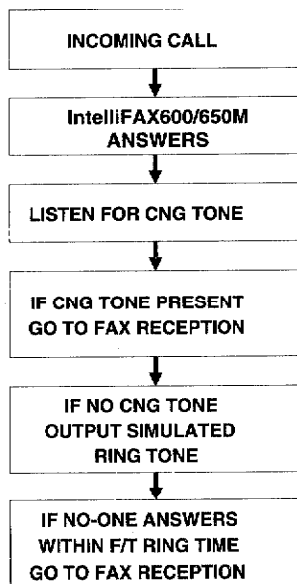 INCOMING CALL
IntelliFAX600/650M
ANSWERS
LISTEN FOR CNG TONE
IF CNG TONE PRESENT
GO TO FAX RECEPTION
IF NO CNG TONE
OUTPUT SIMULATED
RING TONE
IF NO-ONE ANSWERS
WITHIN F/T RING TIME
GO TO FAX RECEPTION